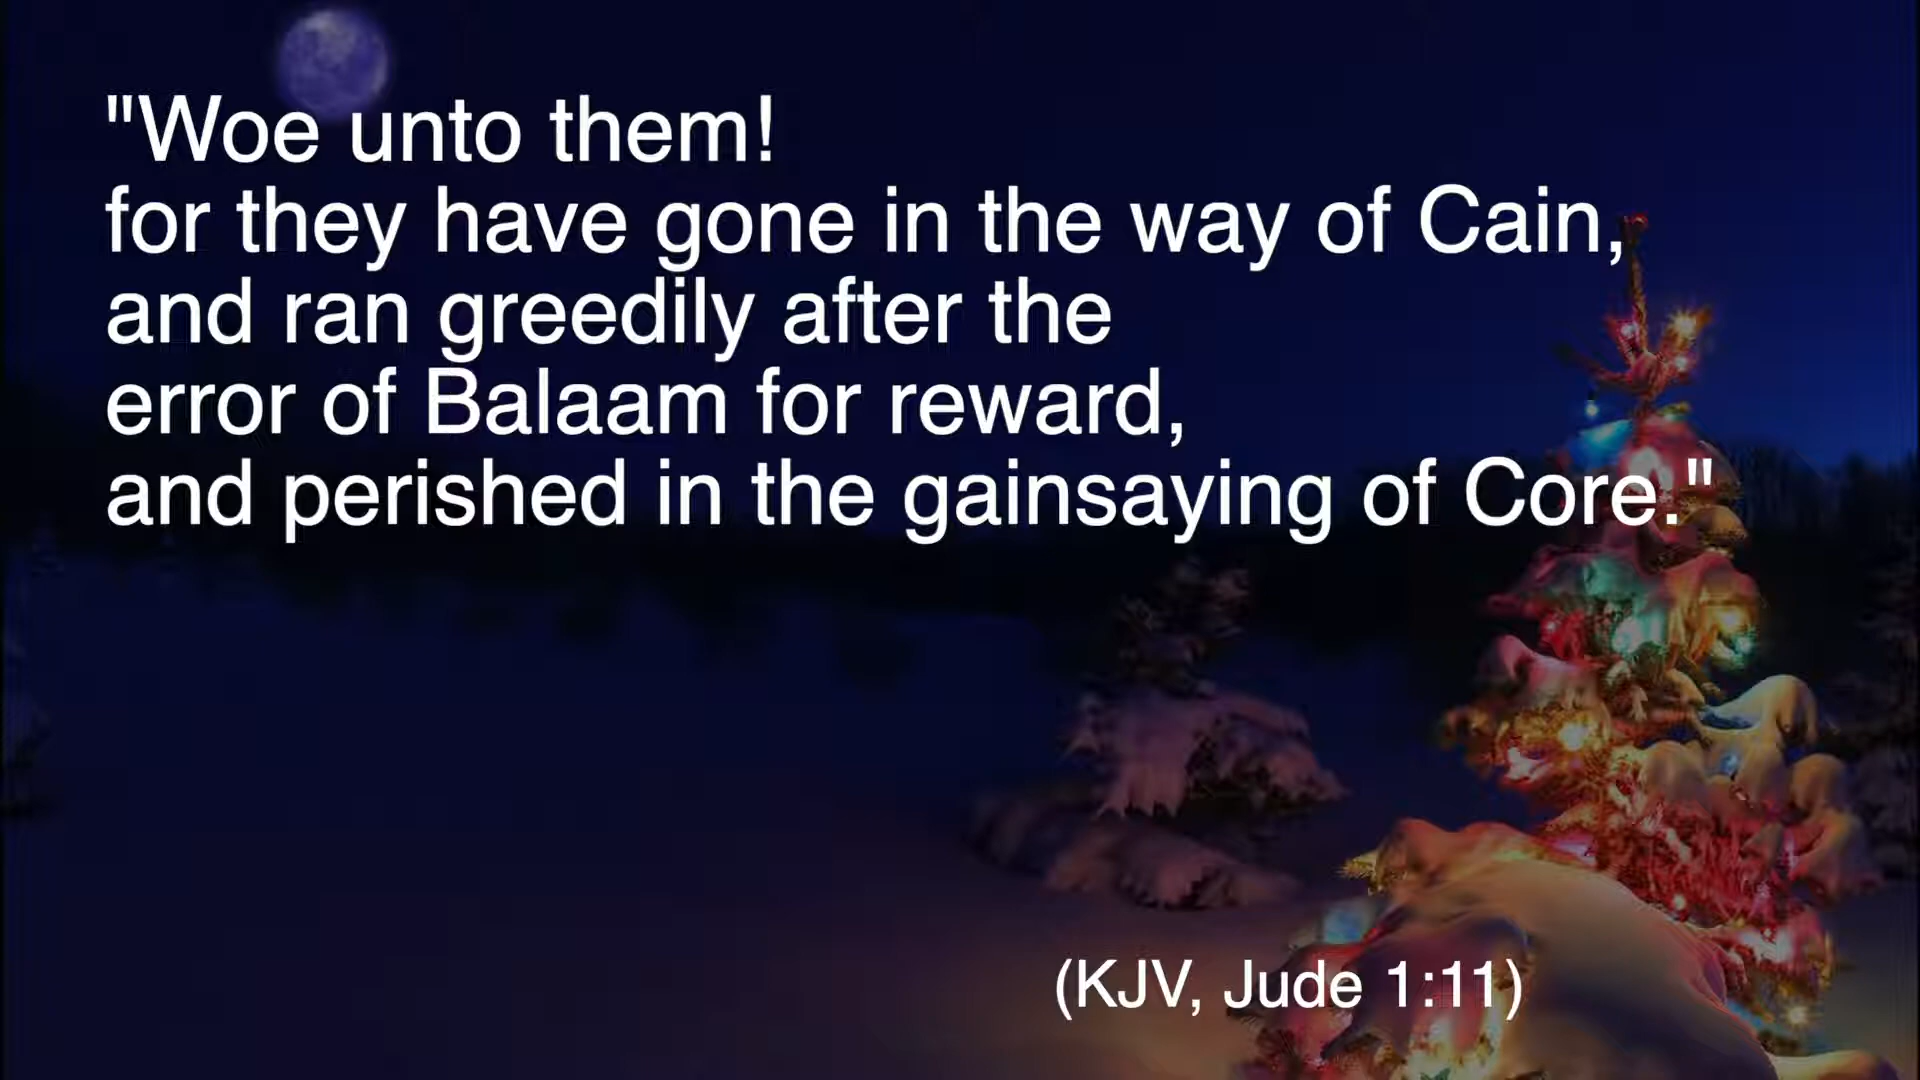 "Woe unto them!
for they have gone in the way of Cain,
and ran greedily after the
error of Balaam for reward,
and perished in the gainsaying of Core."
(KJV, Jude 1:11)